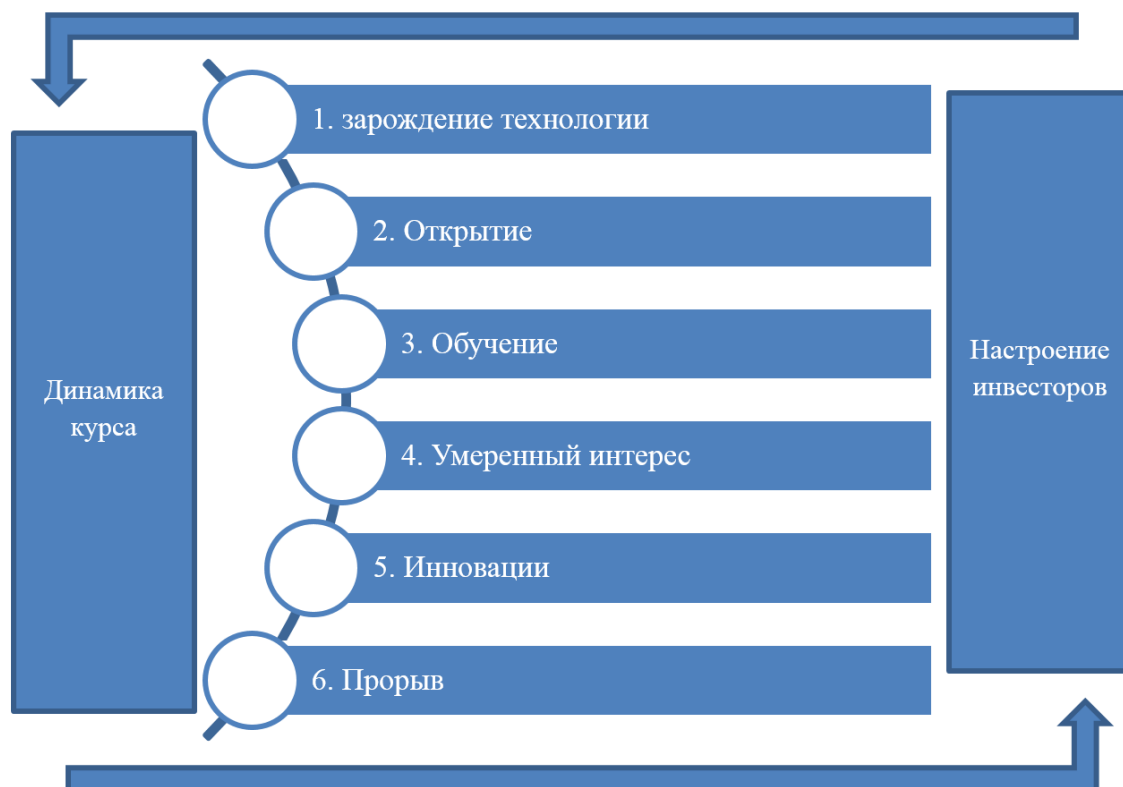 1. зарождение технологии
2. Открытие
3. Обучение
4. Умеренный интерес
5. Инновации
6. Прорыв
Динамика
курса
Настроение
инвесторов